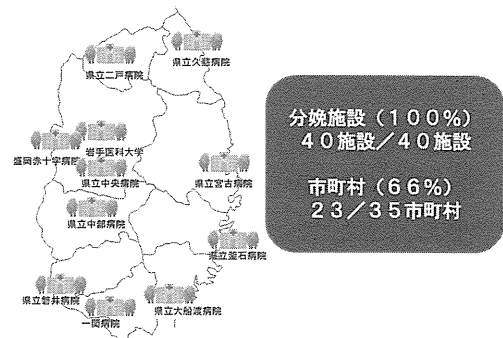 県立久慈病院
県立二戸病院
岩手医科大学
盛岡赤十字病院
県立中央病院
県立宮古病院
県立中部病院
県立釜石病院
県立磐井病院
県立大船渡病院
一関病院
分娩施設(100%)
40施設/40施設
市町村(66%)
23/35市町村